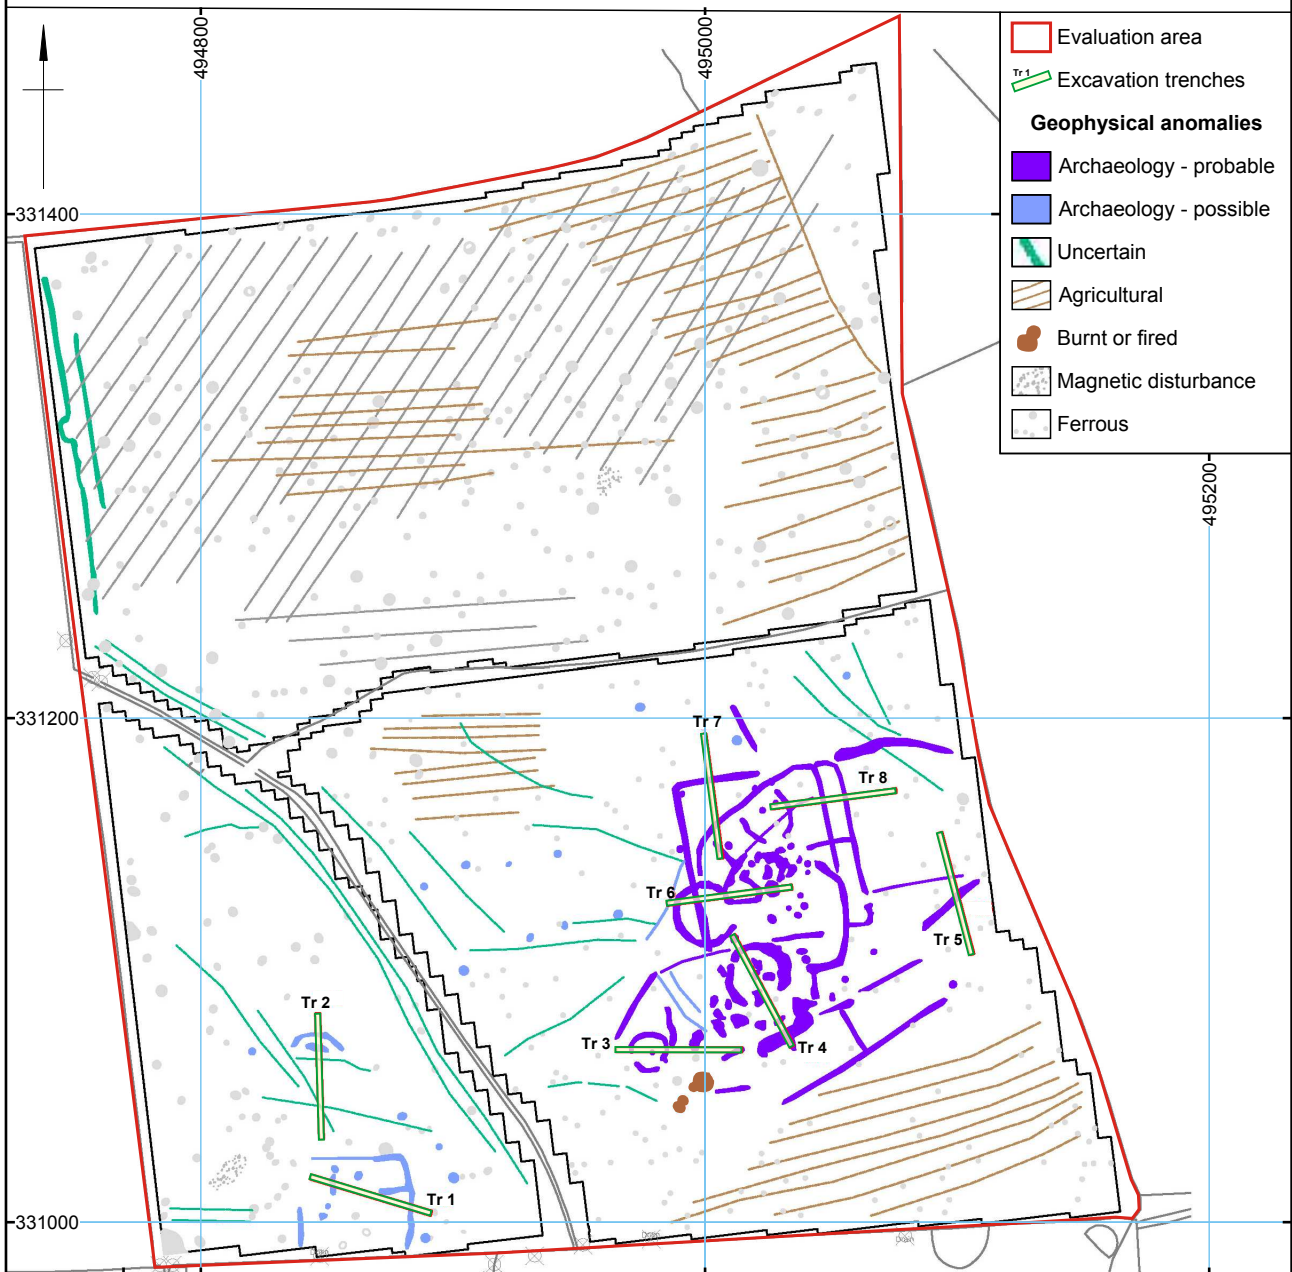 494800
495000
Tr 1
Evaluation area
Excavation trenches
Geophysical anomalies
Archaeology - probable
Archaeology - possible
Uncertain
Agricultural
Burnt or fired
Magnetic disturbance
Ferrous
331400
495200
331200
Tr 7
Tr 8
Tr 6
Tr 5
Tr 2
Tr 3
Tr 4
Tr 1
331000